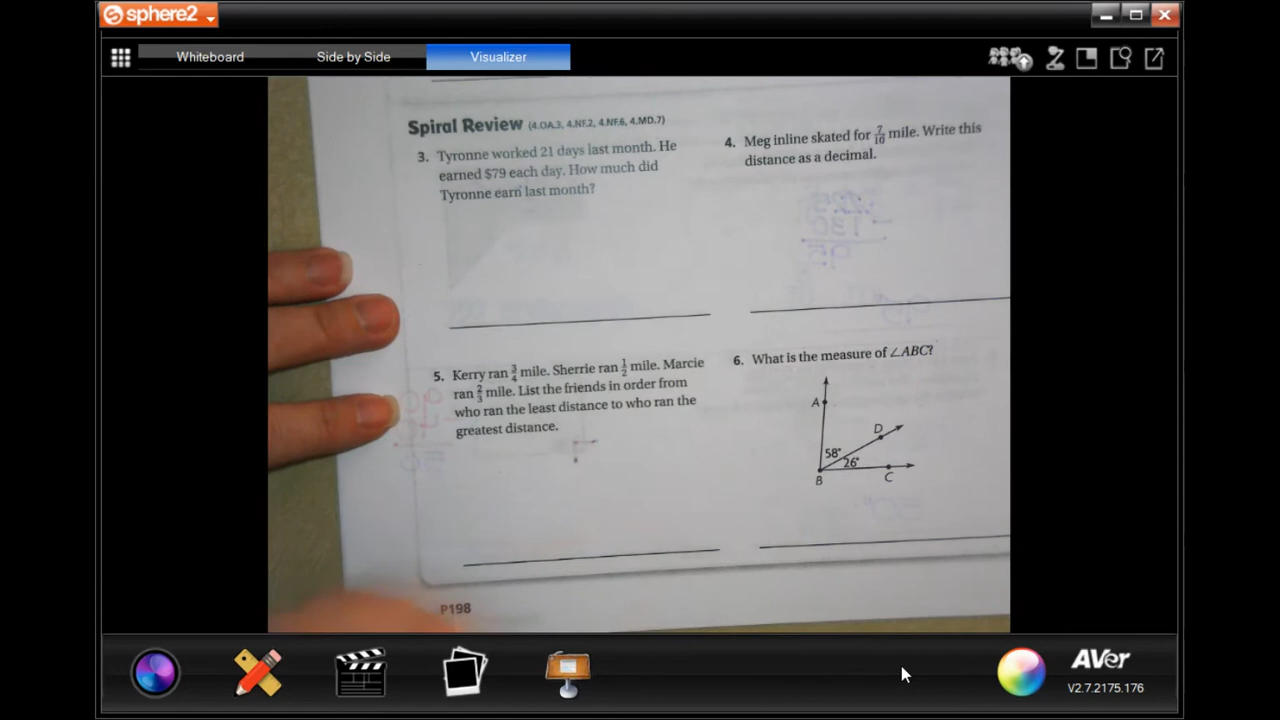 sphere2
Whiteboard
Side by Side
Visualizer
Spiral Review (4.OA.3, 4.NF.2, 4.NF.6, 4.MD.7)
3. Tyronne worked 21 days last month. He
earned $79 each day. How much did
Tyronne earn last month?
4. Meg inline skated for 7/10 mile. Write this
distance as a decimal.
5. Kerry ran 3/4 mile. Sherrie ran 1/2 mile. Marcie
ran 2/3 mile. List the friends in order from
who ran the least distance to who ran the
greatest distance.
6. What is the measure of ∠ABC?
A
D
58°
26°
B
C
P198
AVer
V2.7.2175.176